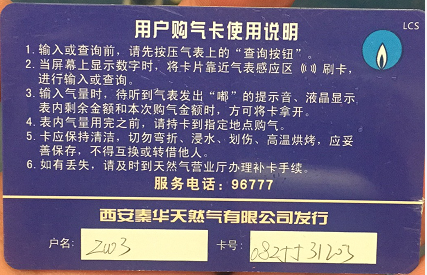 LCS
用户购气卡使用说明
1. 输入或查询前，请先按压气表上的“查询按钮”。
2. 当屏幕上显示数字时，将卡片靠近气表感应区 刷卡，
进行输入或查询。
3. 输入气量时，待听到气表发出“嘟”的提示音、液晶显示
表内剩余金额和本次购气金额时，方可将卡拿开。
4. 表内气量用完之前，请持卡到指定地点购气。
5. 卡应保持清洁，切勿弯折、浸水、划伤、高温烘烤，应妥
善保存，不得互换或转借他人。
6. 如有丢失，请及时到天然气营业厅办理补卡手续。
服务电话：96777
西安秦华天然气有限公司发行
户名： 2003 卡号： 0825531203